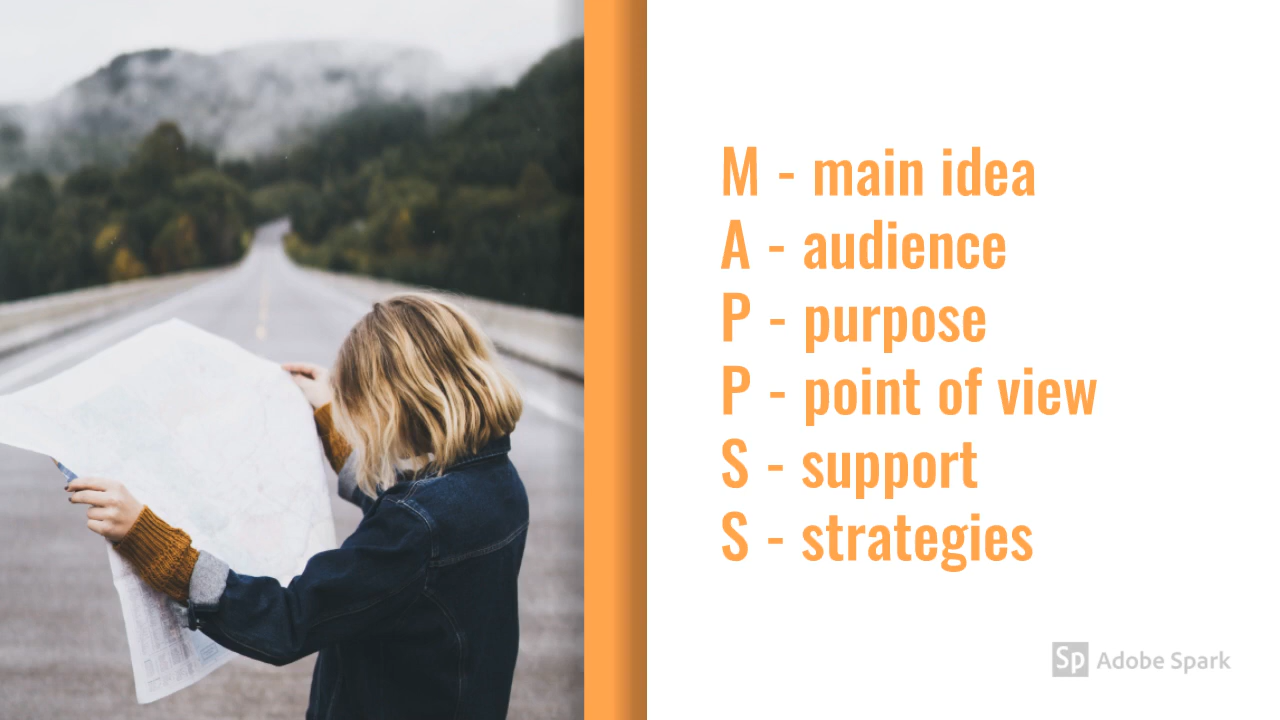 M - main idea
A - audience
P - purpose
P - point of view
S - support
S - strategies
Sp Adobe Spark